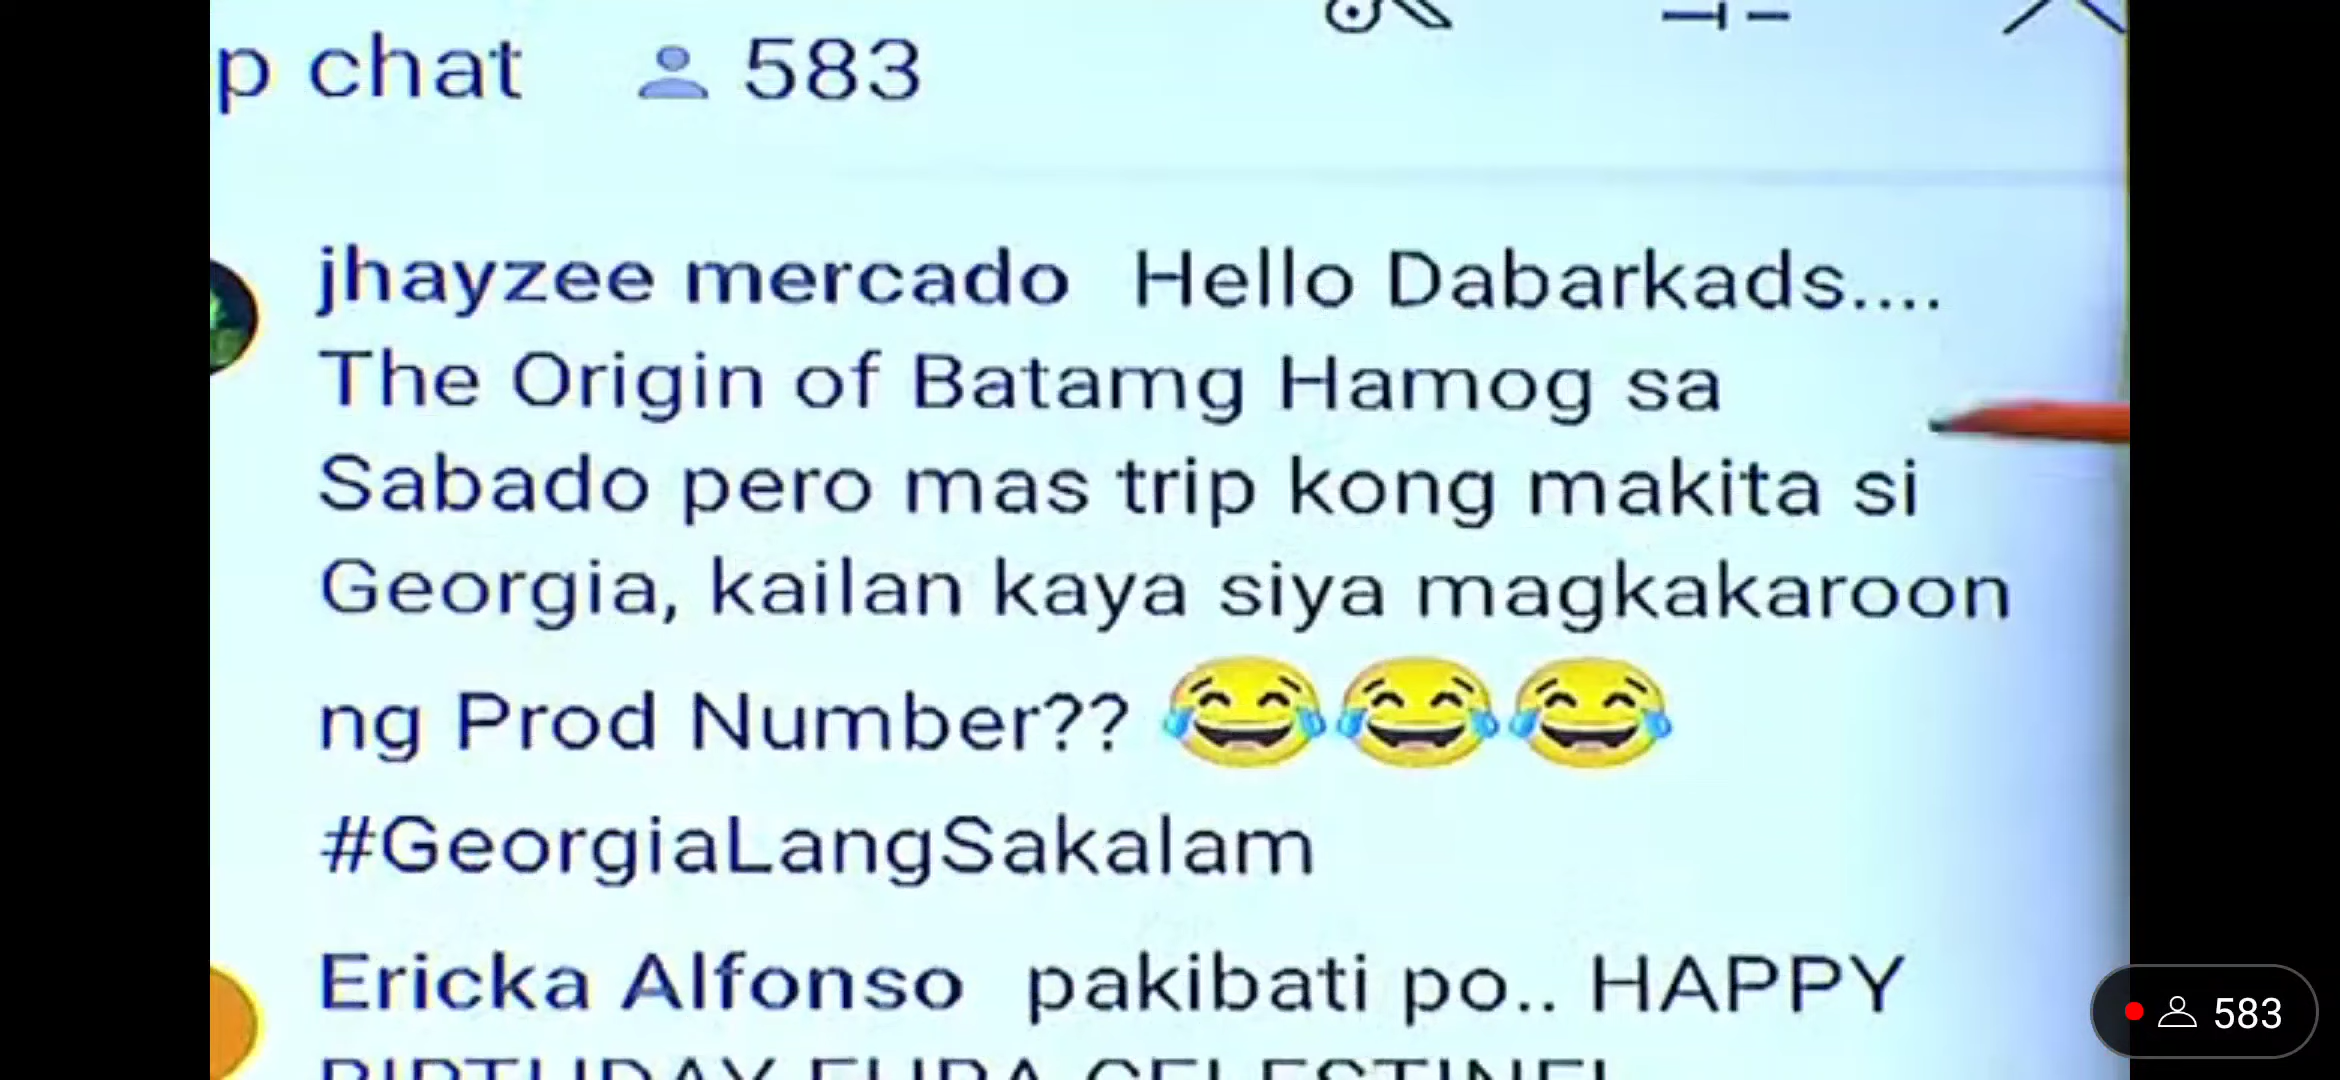 p chat 583
jhayzee mercado Hello Dabarkads....
The Origin of Batamg Hamog sa
Sabado pero mas trip kong makita si
Georgia, kailan kaya siya magkakaroon
ng Prod Number?? 😂😂😂
#GeorgiaLangSakalam
Ericka Alfonso pakibati po.. HAPPY
BIRTHDAY
583